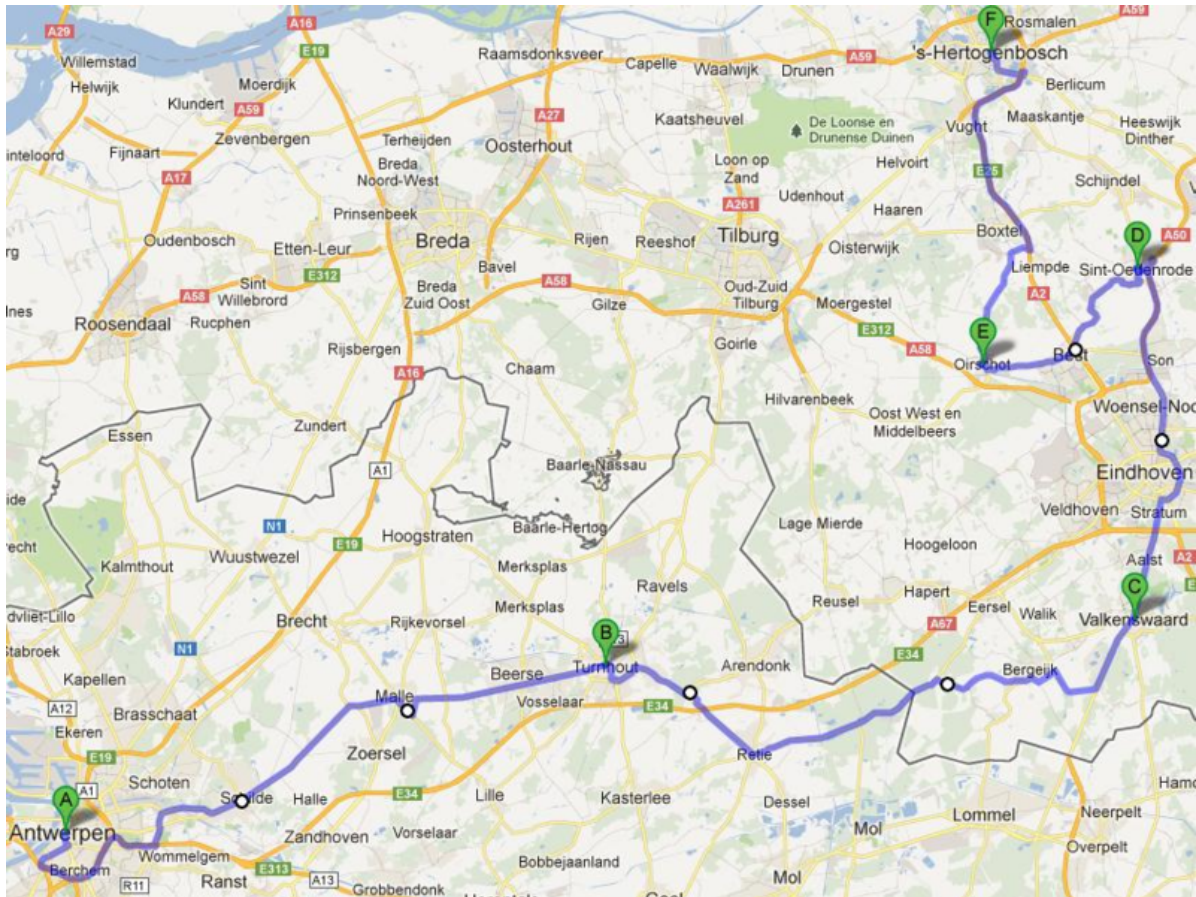 A29
A16
E19
Willemstad
Helwijk
Moerdijk
Klundert
A59
Zevenbergen
Fijnaart
A17
Raamsdonksveer
Capelle
Waalwijk
Drunen
A59
F
Rosmalen
A59
's-Hertogenbosch
Berlicum
Maaskantje
Heeswijk
Dinther
A27
Kaatsheuvel
De Loonse en
Drunense Duinen
Vught
Terheijden
Oosterhout
Breda
Noord-West
Loon op
Zand
Helvoirt
E25
Schijndel
Prinsenbeek
A261
Udenhout
Haaren
Oudenbosch
Etten-Leur
Breda
Rijen
Reeshof
Tilburg
Oisterwijk
Boxtel
D
A50
E312
Bavel
Liempde
Sint-Oedenrode
A58
Sint
Willebrord
Breda
Zuid Oost
A58
Gilze
Oud-Zuid
Tilburg
Moergestel
A2
Roosendaal
Rucphen
Rijsbergen
Goirle
E312
A58
E
Oirschot
Best
Son
A16
Chaam
Hilvarenbeek
Oost West en
Middelbeers
Zundert
Essen
A1
Baarle-Nassau
Eindhoven
N1
Baarle-Hertog
Lage Mierde
Veldhoven
Stratum
E19
Hoogstraten
Hoogeloon
Wuustwezel
Kalmthout
Merksplas
Aalst
A2
Ravels
Hapert
C
Merksplas
Reusel
Eersel
Walik
Valkenswaard
Brecht
Rijkevorsel
B
A67
N1
Turnhout
Arendonk
E34
Bergeijk
Kapellen
Beerse
Malle
Vosselaar
E34
A12
Brasschaat
Ekeren
Zoersel
Retie
E19
Schoten
A
A1
Schilde
Halle
E34
Lille
Kasterlee
Dessel
Lommel
Neerpelt
Antwerpen
Zandhoven
Vorselaar
Mol
Overpelt
Berchem
Wommelgem
E313
Bobbejaanland
R11
Ranst
A13
Grobbendonk
Mol